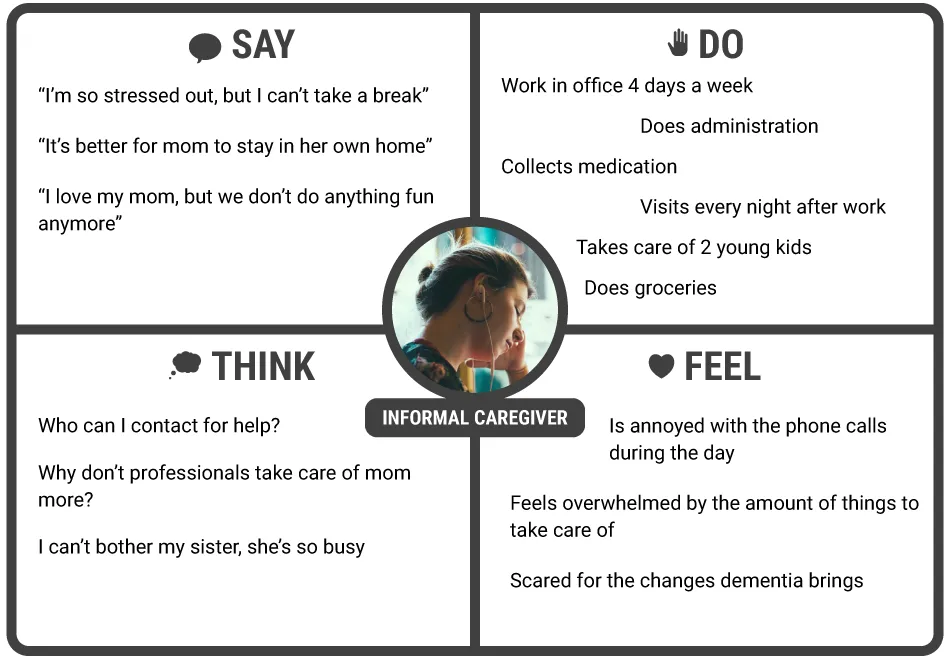 SAY
“I’m so stressed out, but I can’t take a break”
“It’s better for mom to stay in her own home”
“I love my mom, but we don’t do anything fun
anymore”
DO
Work in office 4 days a week
Does administration
Collects medication
Visits every night after work
Takes care of 2 young kids
Does groceries
INFORMAL CAREGIVER
THINK
Who can I contact for help?
Why don’t professionals take care of mom
more?
I can’t bother my sister, she’s so busy
FEEL
Is annoyed with the phone calls
during the day
Feels overwhelmed by the amount of things to
take care of
Scared for the changes dementia brings